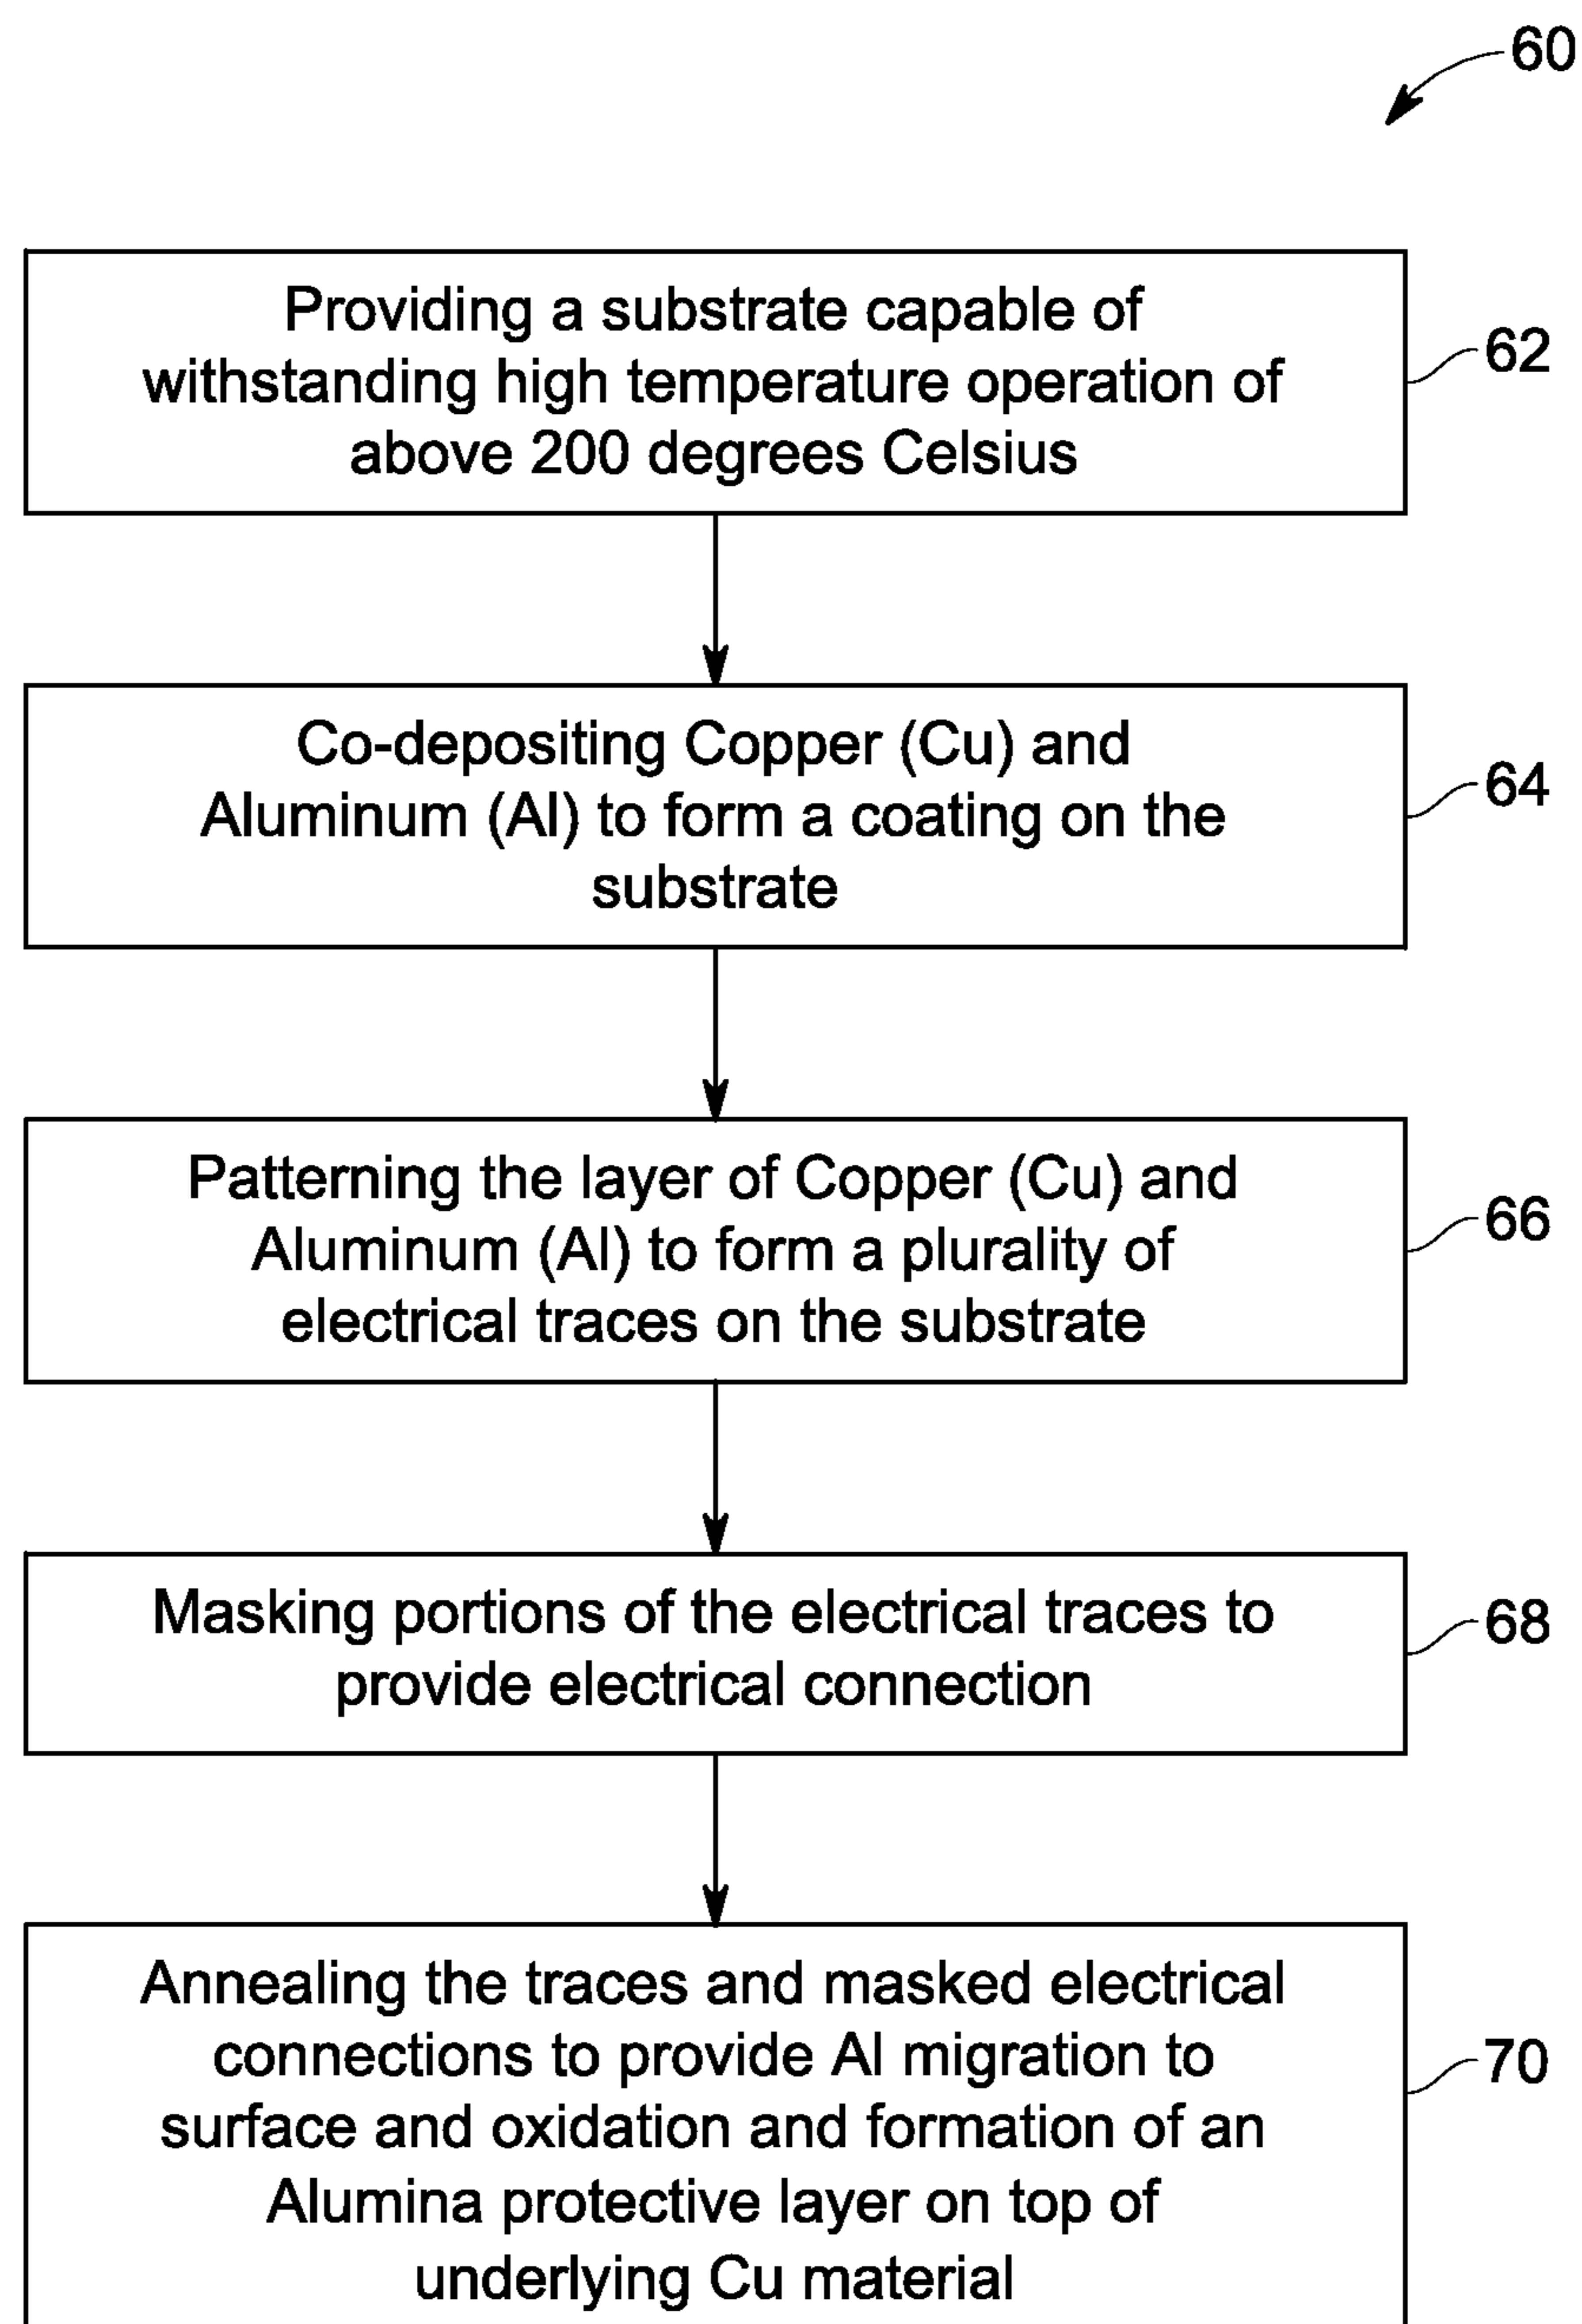 60
Providing a substrate capable of
withstanding high temperature operation of
above 200 degrees Celsius
62
Co-depositing Copper (Cu) and
Aluminum (Al) to form a coating on the
substrate
64
Patterning the layer of Copper (Cu) and
Aluminum (Al) to form a plurality of
electrical traces on the substrate
66
Masking portions of the electrical traces to
provide electrical connection
68
Annealing the traces and masked electrical
connections to provide Al migration to
surface and oxidation and formation of an
Alumina protective layer on top of
underlying Cu material
70